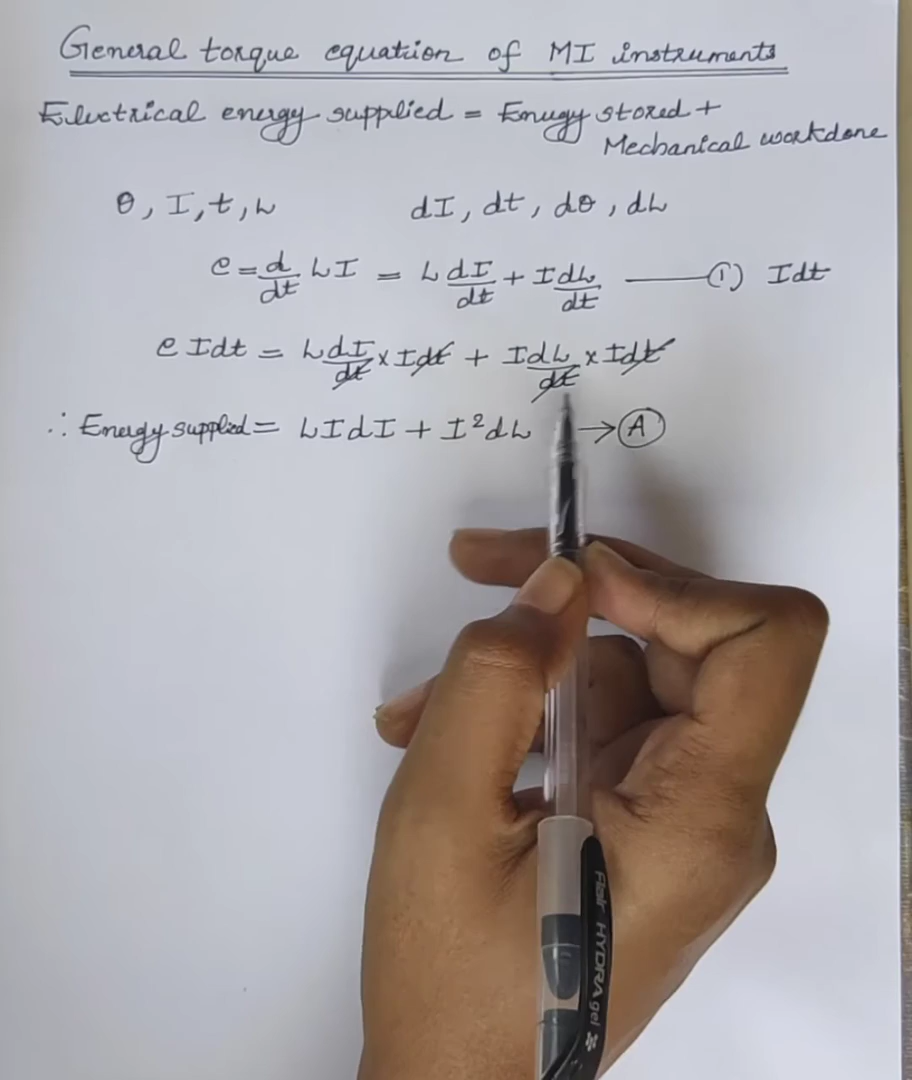 General torque equation of MI instruments
Electrical energy supplied = Energy stored +
Mechanical workdone
θ, I, t, L dI, dt, dθ, dL
e = d/dt LI = L dI/dt + I dL/dt ——— (1) Idt
e Idt = L dI/dt × Idt + I dL/dt × Idt
∴ Energy supplied = LIdI + I²dL → (A)
Flair HYDRA gel